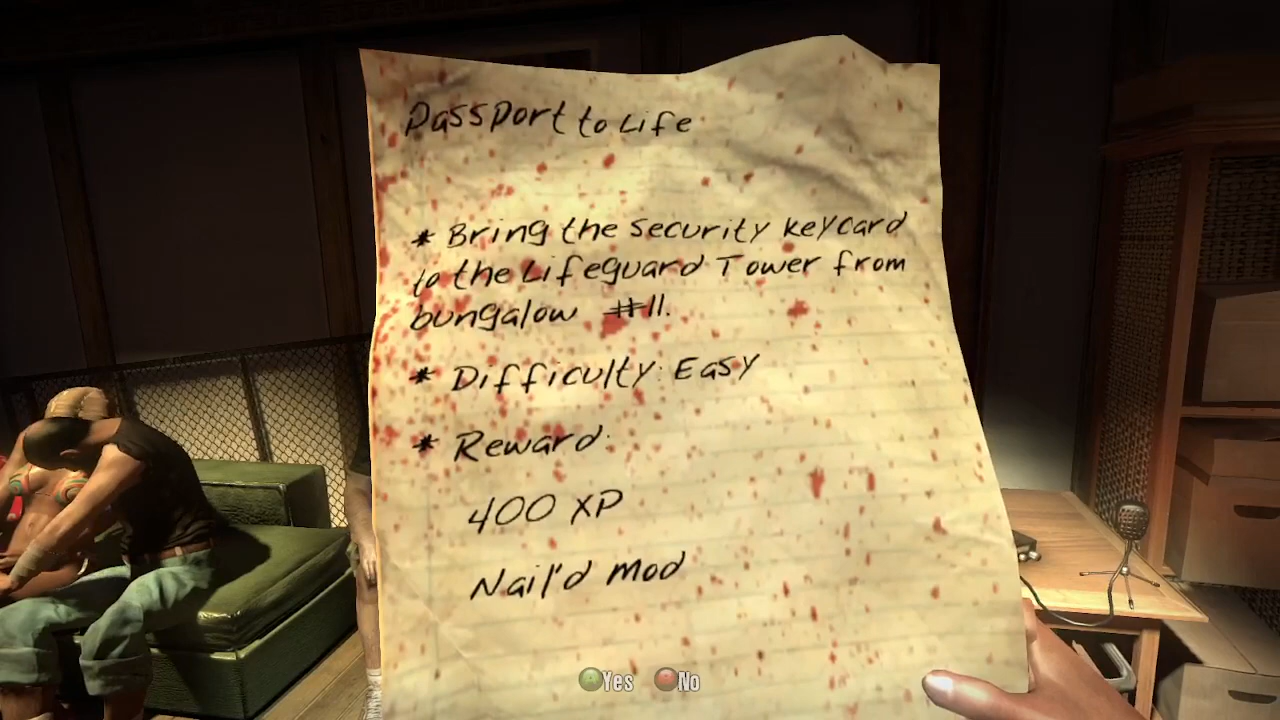 Passport to Life
* Bring the security keycard
to the Lifeguard Tower from
bungalow #11.
* Difficulty: Easy
* Reward:
400 XP
Nail'd Mod
A Yes B No